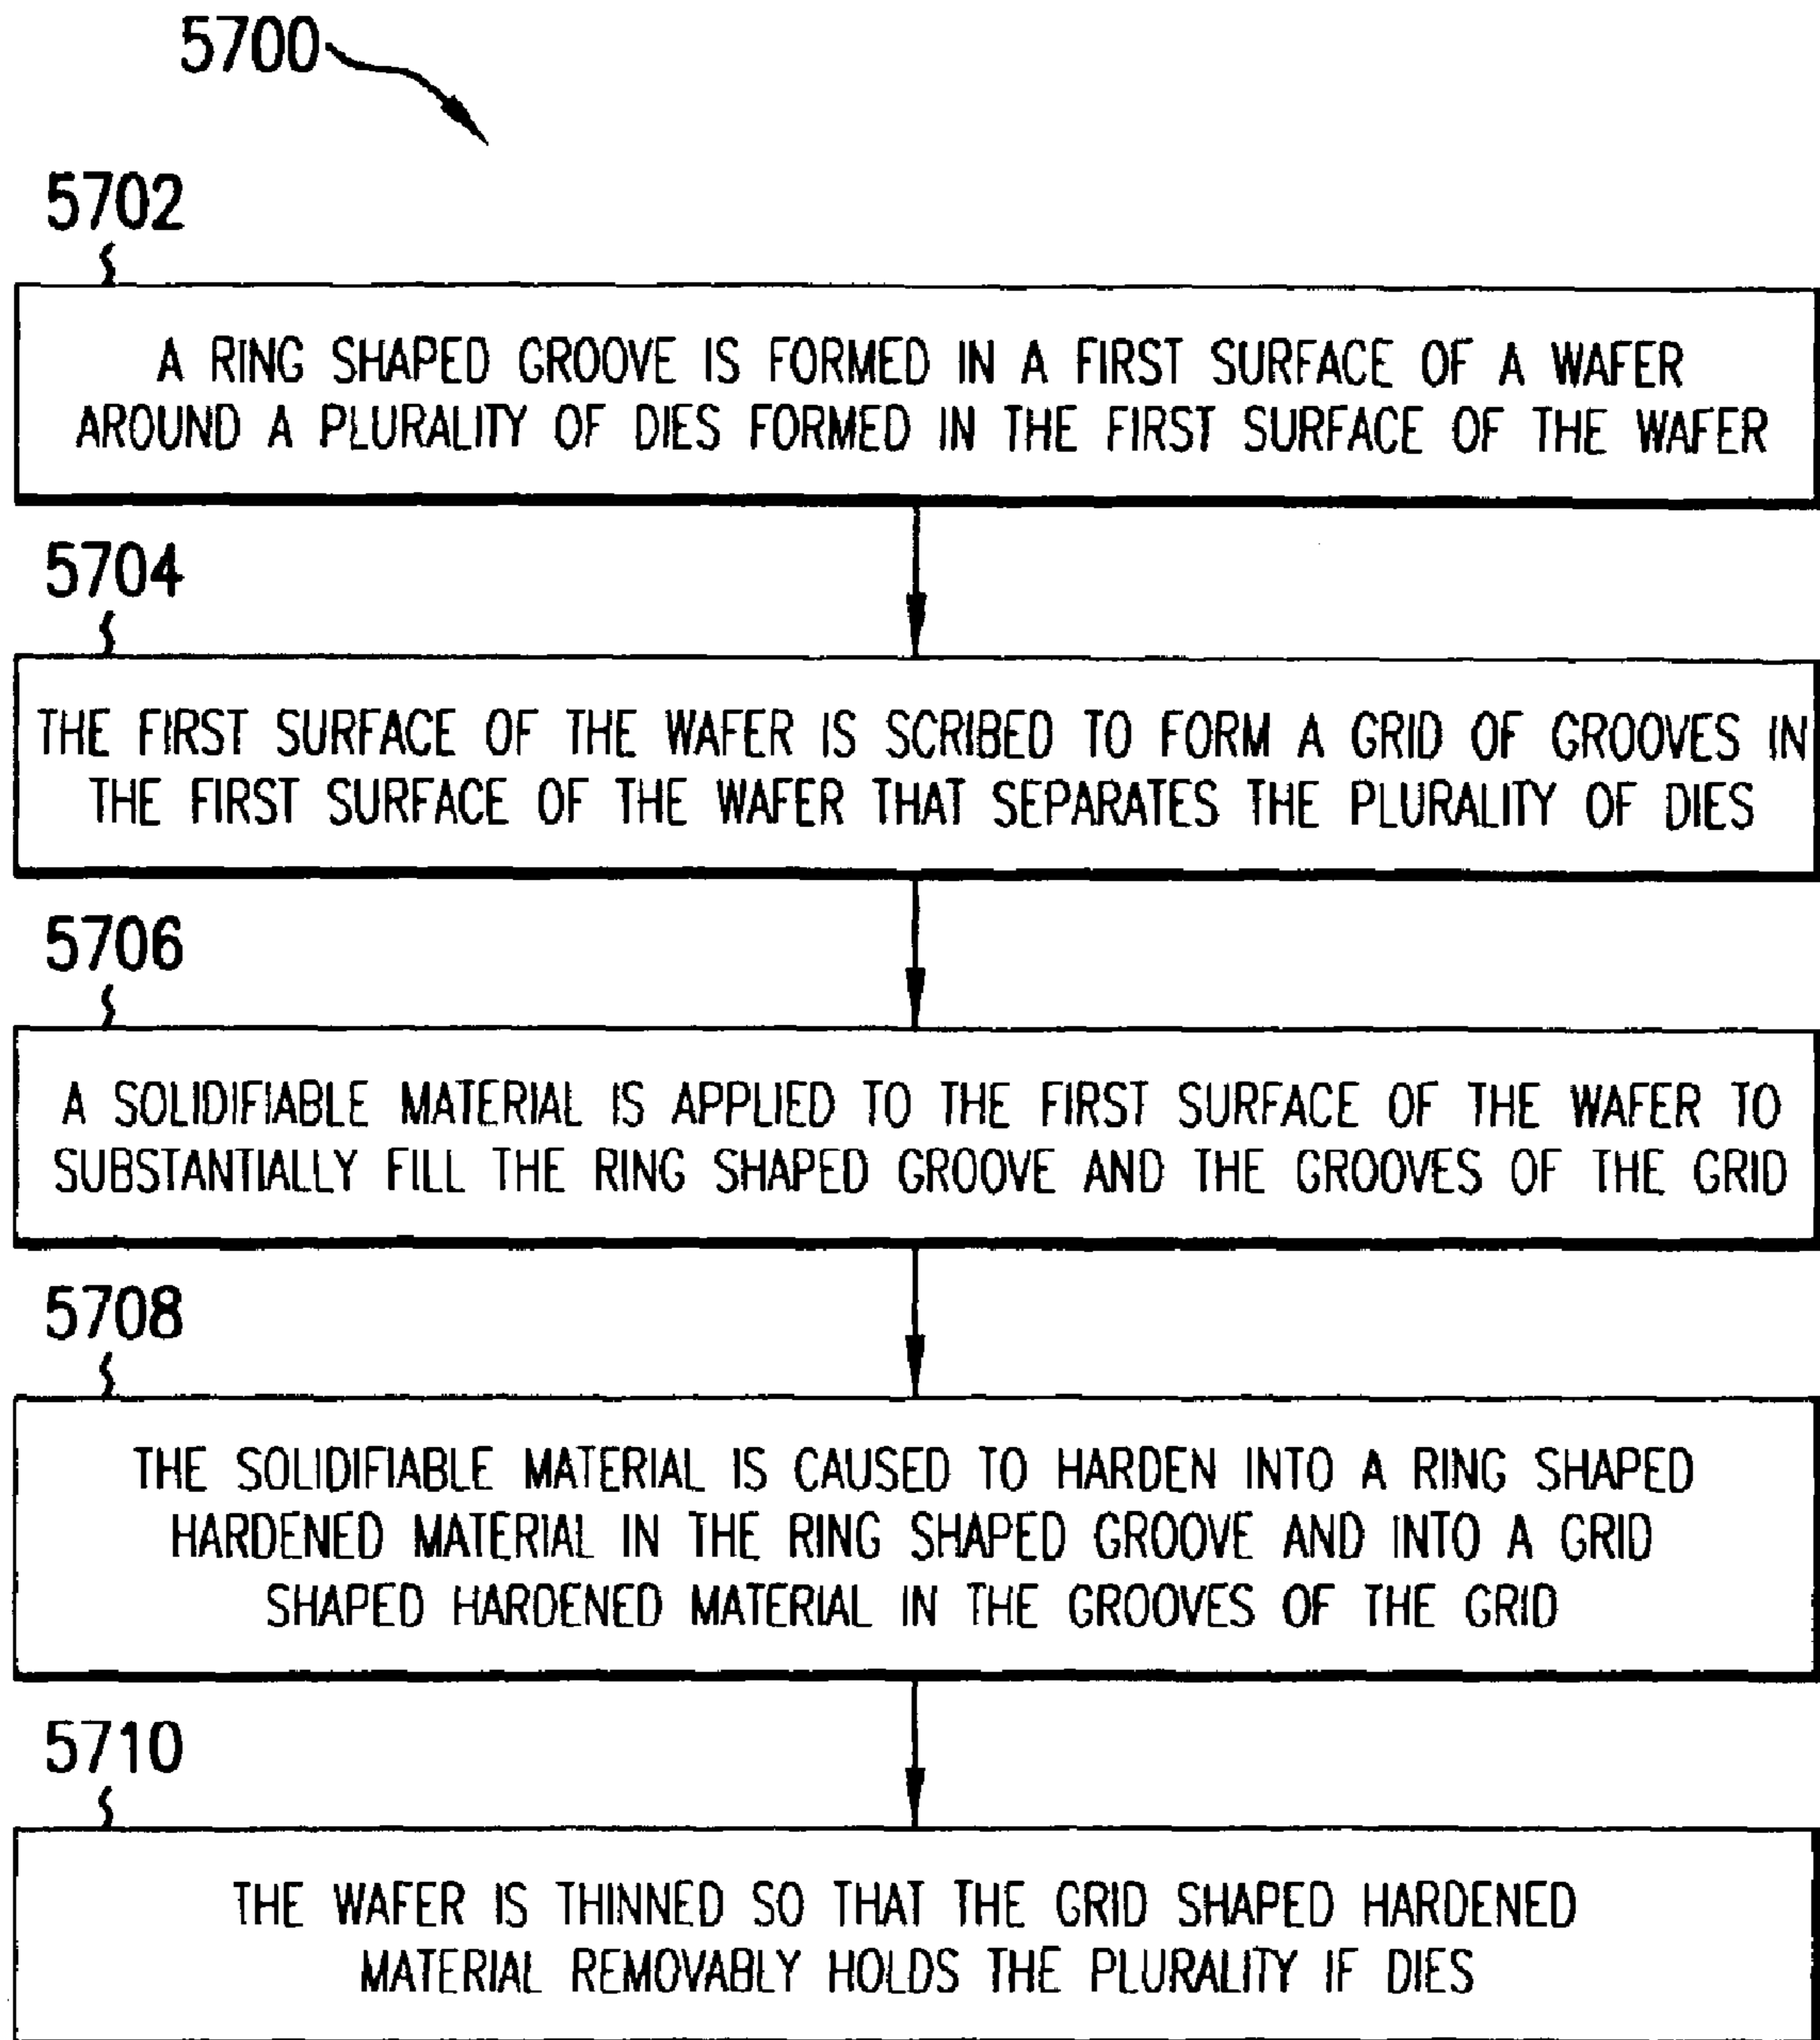 5700
5702
A RING SHAPED GROOVE IS FORMED IN A FIRST SURFACE OF A WAFER
AROUND A PLURALITY OF DIES FORMED IN THE FIRST SURFACE OF THE WAFER
5704
THE FIRST SURFACE OF THE WAFER IS SCRIBED TO FORM A GRID OF GROOVES IN
THE FIRST SURFACE OF THE WAFER THAT SEPARATES THE PLURALITY OF DIES
5706
A SOLIDIFIABLE MATERIAL IS APPLIED TO THE FIRST SURFACE OF THE WAFER TO
SUBSTANTIALLY FILL THE RING SHAPED GROOVE AND THE GROOVES OF THE GRID
5708
THE SOLIDIFIABLE MATERIAL IS CAUSED TO HARDEN INTO A RING SHAPED
HARDENED MATERIAL IN THE RING SHAPED GROOVE AND INTO A GRID
SHAPED HARDENED MATERIAL IN THE GROOVES OF THE GRID
5710
THE WAFER IS THINNED SO THAT THE GRID SHAPED HARDENED
MATERIAL REMOVABLY HOLDS THE PLURALITY IF DIES